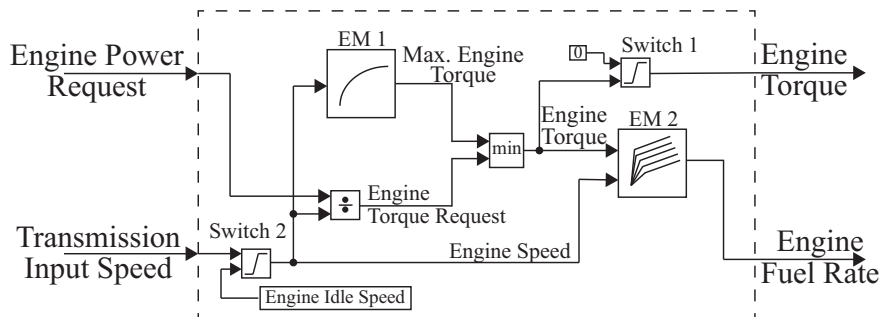 Engine Power
Request
EM 1
Max. Engine
Torque
0
Switch 1
Engine
Torque
Engine
Torque
EM 2
min
÷
Engine
Torque Request
Transmission
Input Speed
Switch 2
Engine Speed
Engine Idle Speed
Engine
Fuel Rate